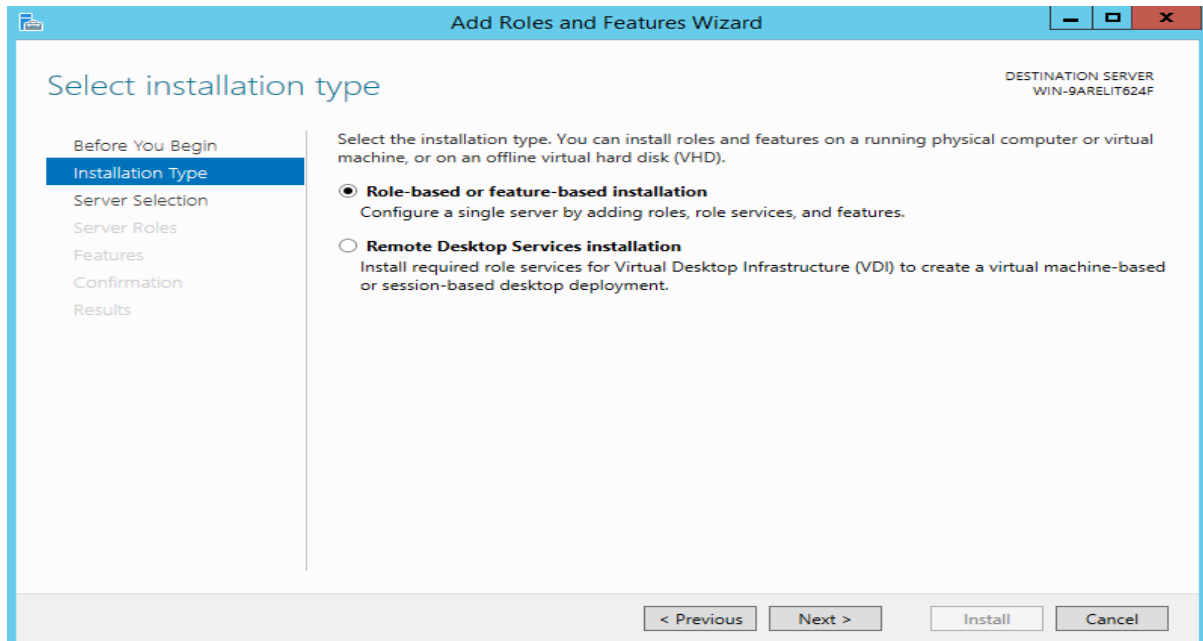 Add Roles and Features Wizard
Select installation type
DESTINATION SERVER
WIN-9ARELIT624F
Before You Begin
Installation Type
Server Selection
Server Roles
Features
Confirmation
Results
Select the installation type. You can install roles and features on a running physical computer or virtual
machine, or on an offline virtual hard disk (VHD).
Role-based or feature-based installation
Configure a single server by adding roles, role services, and features.
Remote Desktop Services installation
Install required role services for Virtual Desktop Infrastructure (VDI) to create a virtual machine-based
or session-based desktop deployment.
< Previous
Next >
Install
Cancel